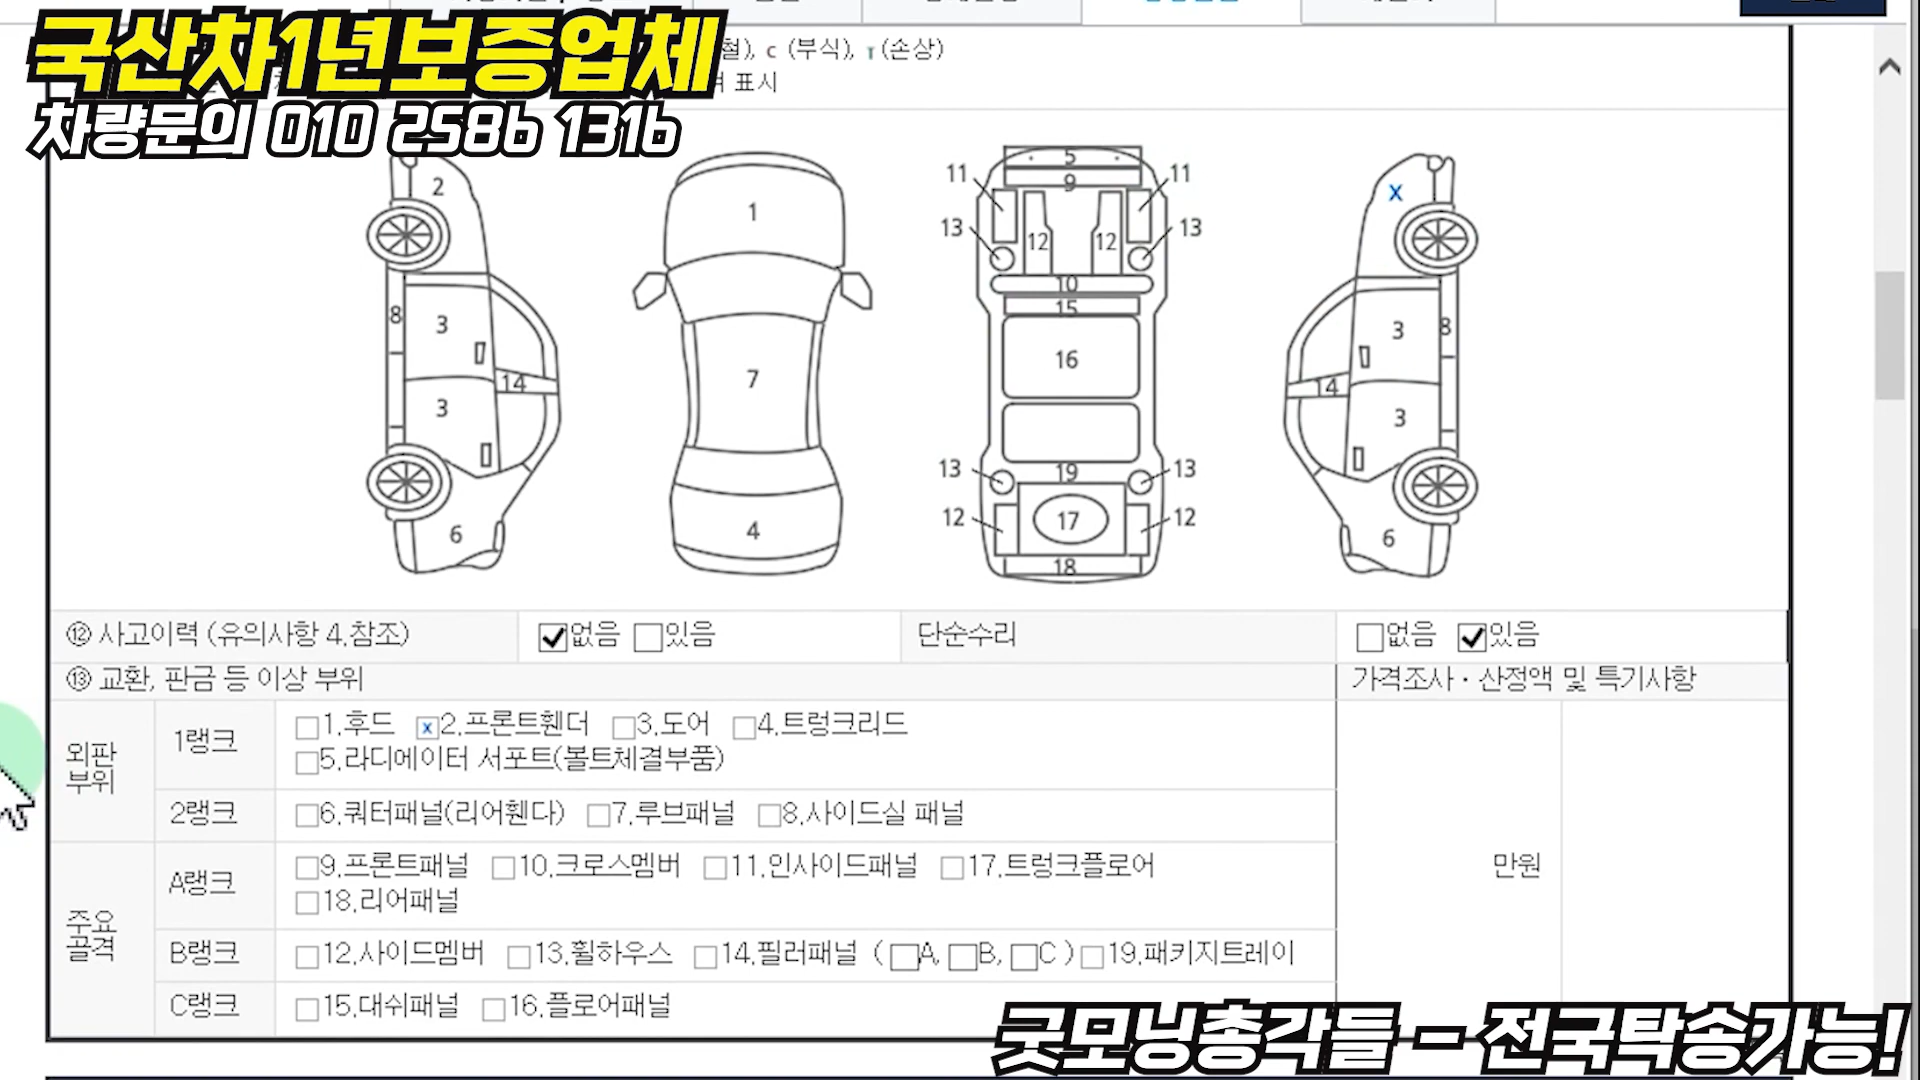 국산차1년보증업체
차량문의 010 2586 1316
철), c (부식), T (손상)
표시
2
8
3
14
3
6
1
7
4
5
9
11
11
13
13
12
12
10
15
16
19
13
13
12
12
17
18
X
3
8
14
3
6
⑫ 사고이력 (유의사항 4.참조) 없음 있음 단순수리 없음 있음
⑬ 교환, 판금 등 이상 부위 가격조사 · 산정액 및 특기사항
외판 부위
1랭크 1.후드 x 2.프론트휀더 3.도어 4.트렁크리드
5.라디에이터 서포트(볼트체결부품)
2랭크 6.쿼터패널(리어휀다) 7.루브패널 8.사이드실 패널
주요 골격
A랭크 9.프론트패널 10.크로스멤버 11.인사이드패널 17.트렁크플로어
18.리어패널
만원
B랭크 12.사이드멤버 13.휠하우스 14.필러패널 ( A, B, C ) 19.패키지트레이
C랭크 15.대쉬패널 16.플로어패널
굿모닝총각들 - 전국탁송가능!